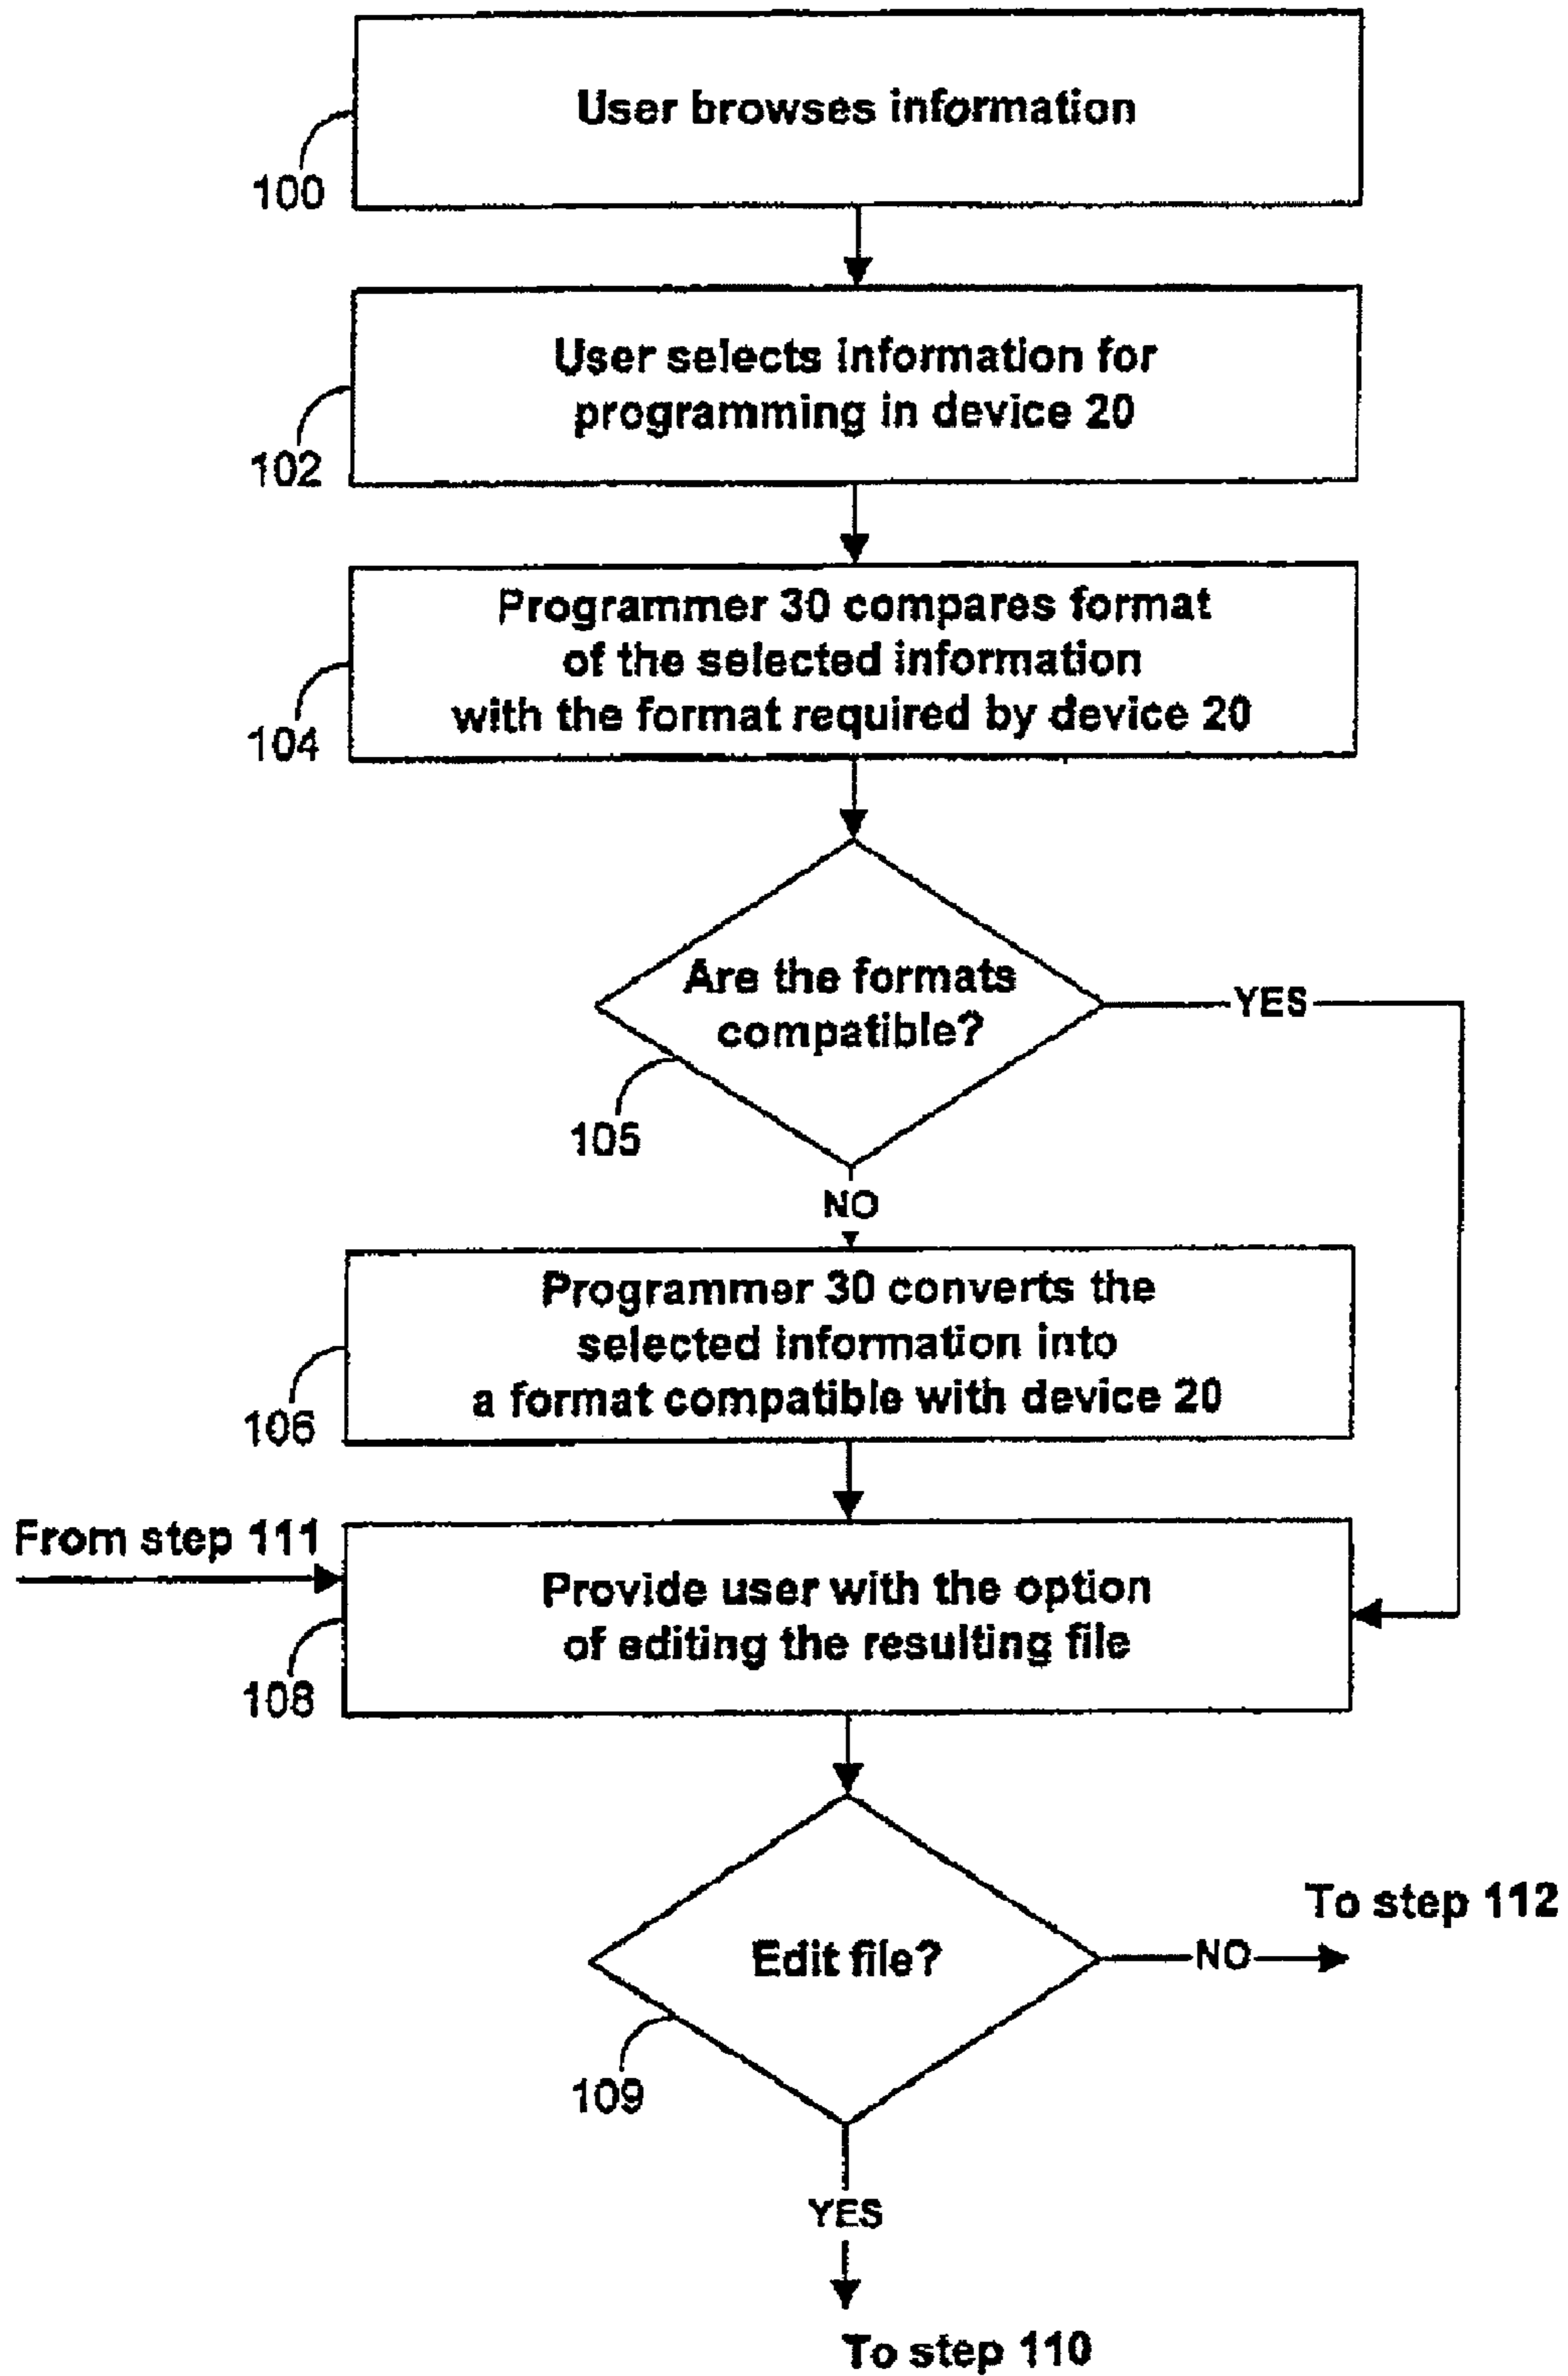 User browses information
100
User selects information for
programming in device 20
102
Programmer 30 compares format
of the selected information
with the format required by device 20
104
Are the formats
compatible?
YES
105
NO
Programmer 30 converts the
selected information into
a format compatible with device 20
106
From step 111
Provide user with the option
of editing the resulting file
108
To step 112
Edit file?
NO
109
YES
To step 110